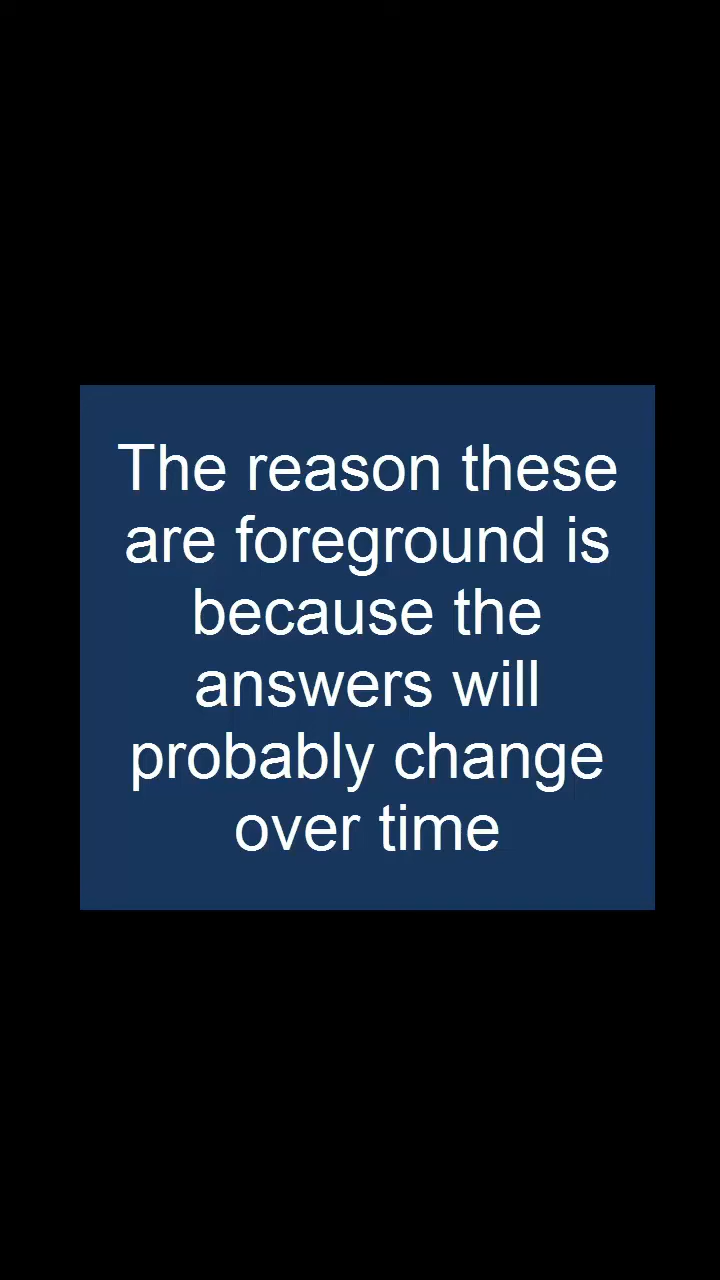 The reason these
are foreground is
because the
answers will
probably change
over time